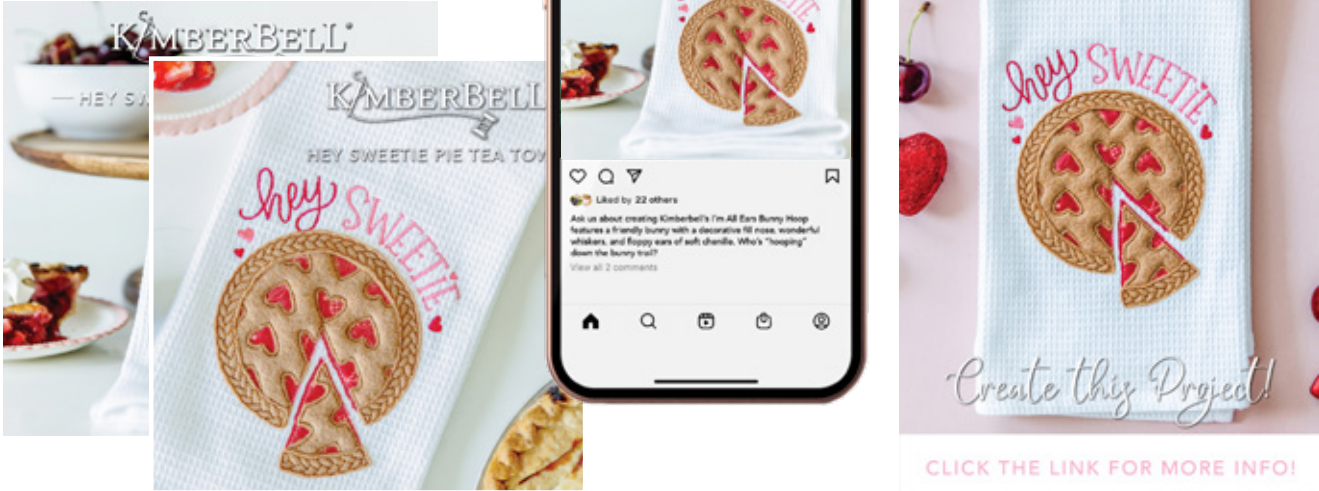 KIMBERBELL®
— HEY SW
KIMBERBELL
HEY SWEETIE PIE TEA TOW
hey SWEETIE
Liked by 22 others
Ask us about creating Kimberbell's I'm All Ears Bunny Hoop
features a friendly bunny with a decorative fill nose, wonderful
whiskers, and floppy ears of soft chenille. Who's "hooping"
down the bunny trail?
View all 2 comments
hey SWEETIE
Create this Project!
CLICK THE LINK FOR MORE INFO!